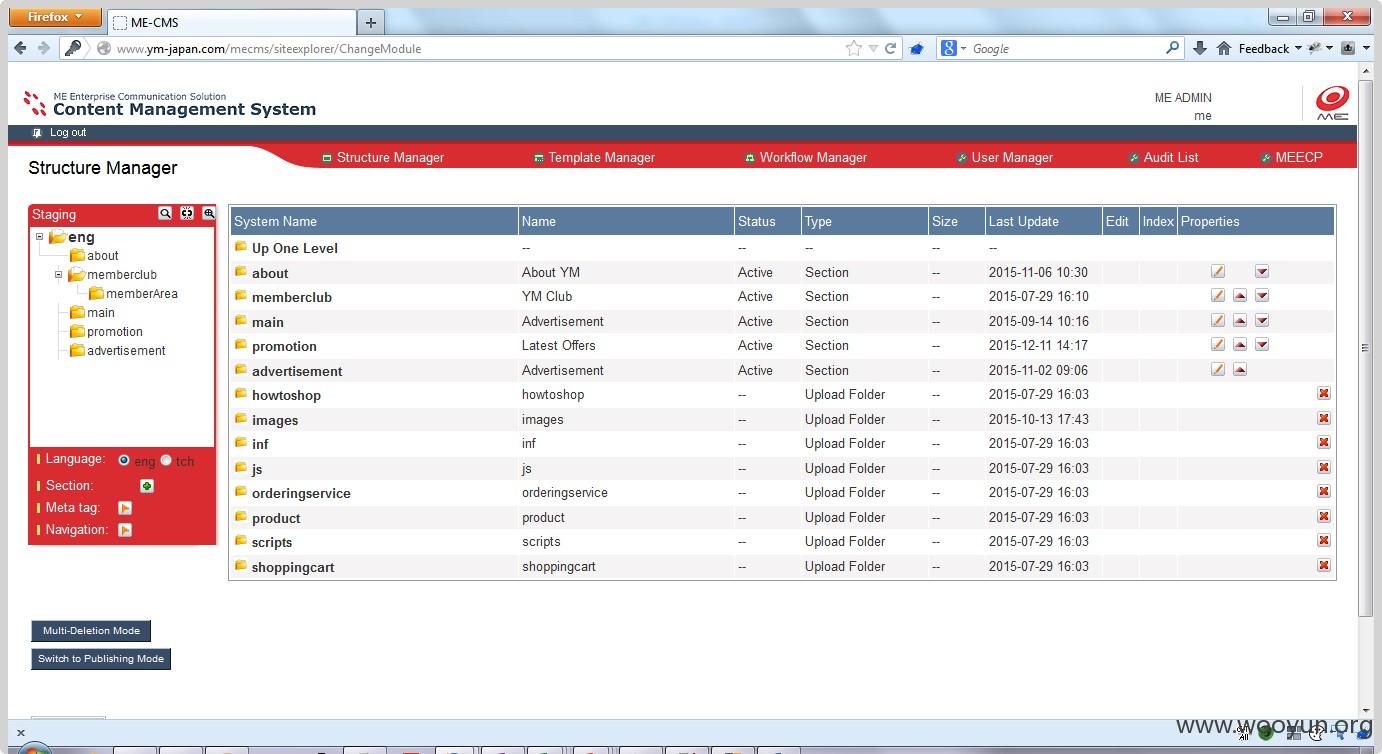 Firefox
ME-CMS
www.ym-japan.com/mecms/siteexplorer/ChangeModule
Google
Feedback
ME Enterprise Communication Solution
Content Management System
ME ADMIN
me
ME
Log out
Structure Manager
Structure Manager
Template Manager
Workflow Manager
User Manager
Audit List
MEECP
Staging
eng
about
memberclub
memberArea
main
promotion
advertisement
Language: eng tch
Section:
Meta tag:
Navigation:
System Name Name Status Type Size Last Update Edit Index Properties
Up One Level -- -- -- -- --
about About YM Active Section -- 2015-11-06 10:30
memberclub YM Club Active Section -- 2015-07-29 16:10
main Advertisement Active Section -- 2015-09-14 10:16
promotion Latest Offers Active Section -- 2015-12-11 14:17
advertisement Advertisement Active Section -- 2015-11-02 09:06
howtoshop howtoshop -- Upload Folder -- 2015-07-29 16:03
images images -- Upload Folder -- 2015-10-13 17:43
inf inf -- Upload Folder -- 2015-07-29 16:03
js js -- Upload Folder -- 2015-07-29 16:03
orderingservice orderingservice -- Upload Folder -- 2015-07-29 16:03
product product -- Upload Folder -- 2015-07-29 16:03
scripts scripts -- Upload Folder -- 2015-07-29 16:03
shoppingcart shoppingcart -- Upload Folder -- 2015-07-29 16:03
Multi-Deletion Mode
Switch to Publishing Mode
www.wooyun.org